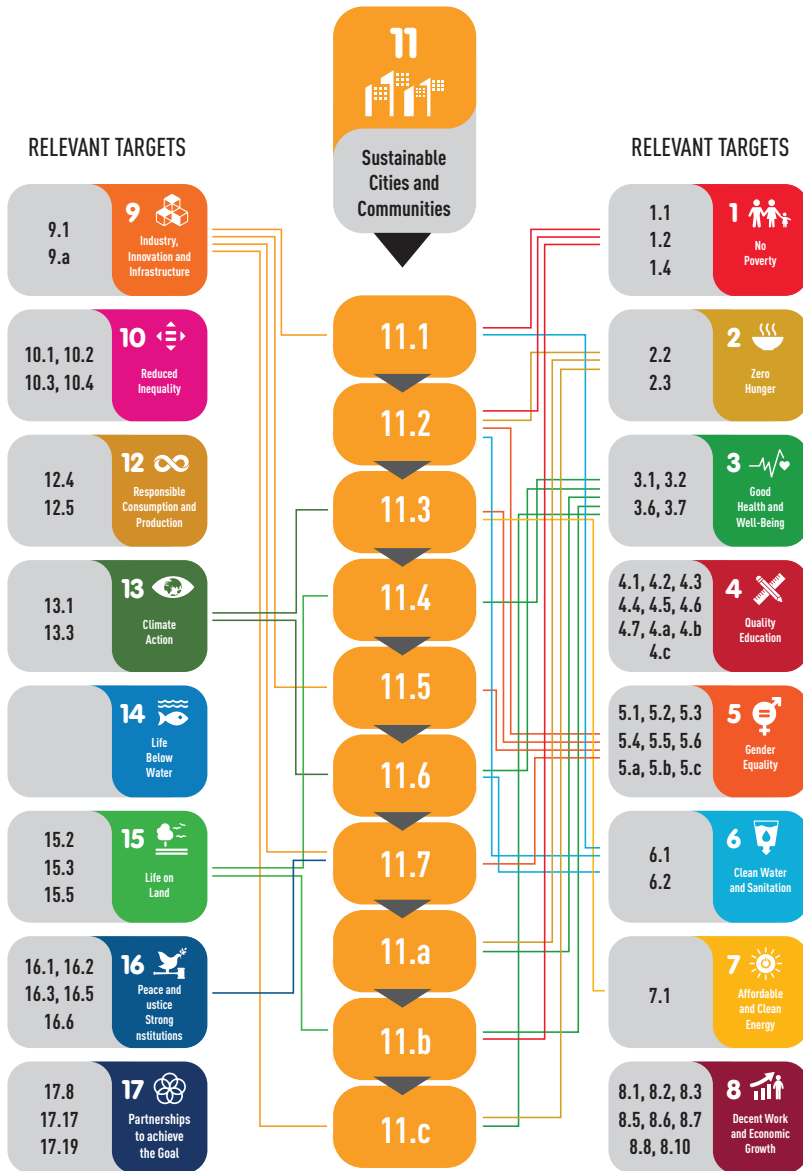 11
Sustainable
Cities and
Communities
RELEVANT TARGETS
9.1
9.a
9
Industry,
Innovation and
Infrastructure
10.1, 10.2
10.3, 10.4
10
Reduced
Inequality
12.4
12.5
12
Responsible
Consumption and
Production
13.1
13.3
13
Climate
Action
14
Life
Below
Water
15.2
15.3
15.5
15
Life on
Land
16.1, 16.2
16.3, 16.5
16.6
16
Peace and
ustice
Strong
nstitutions
17.8
17.17
17.19
17
Partnerships
to achieve
the Goal
11.1
11.2
11.3
11.4
11.5
11.6
11.7
11.a
11.b
11.c
RELEVANT TARGETS
1.1
1.2
1.4
1
No
Poverty
2.2
2.3
2
Zero
Hunger
3.1, 3.2
3.6, 3.7
3
Good
Health and
Well-Being
4.1, 4.2, 4.3
4.4, 4.5, 4.6
4.7, 4.a, 4.b
4.c
4
Quality
Education
5.1, 5.2, 5.3
5.4, 5.5, 5.6
5.a, 5.b, 5.c
5
Gender
Equality
6.1
6.2
6
Clean Water
and Sanitation
7.1
7
Affordable
and Clean
Energy
8.1, 8.2, 8.3
8.5, 8.6, 8.7
8.8, 8.10
8
Decent Work
and Economic
Growth